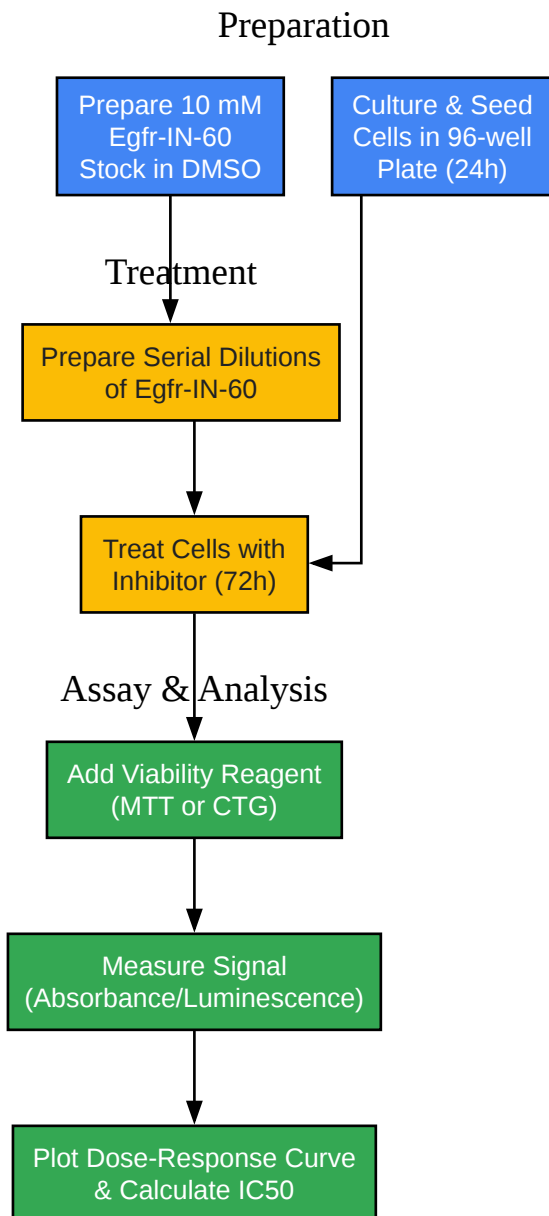 Preparation
Prepare 10 mM
Egfr-IN-60
Stock in DMSO
Culture & Seed
Cells in 96-well
Plate (24h)
Treatment
Prepare Serial Dilutions
of Egfr-IN-60
Treat Cells with
Inhibitor (72h)
Assay & Analysis
Add Viability Reagent
(MTT or CTG)
Measure Signal
(Absorbance/Luminescence)
Plot Dose-Response Curve
& Calculate IC50